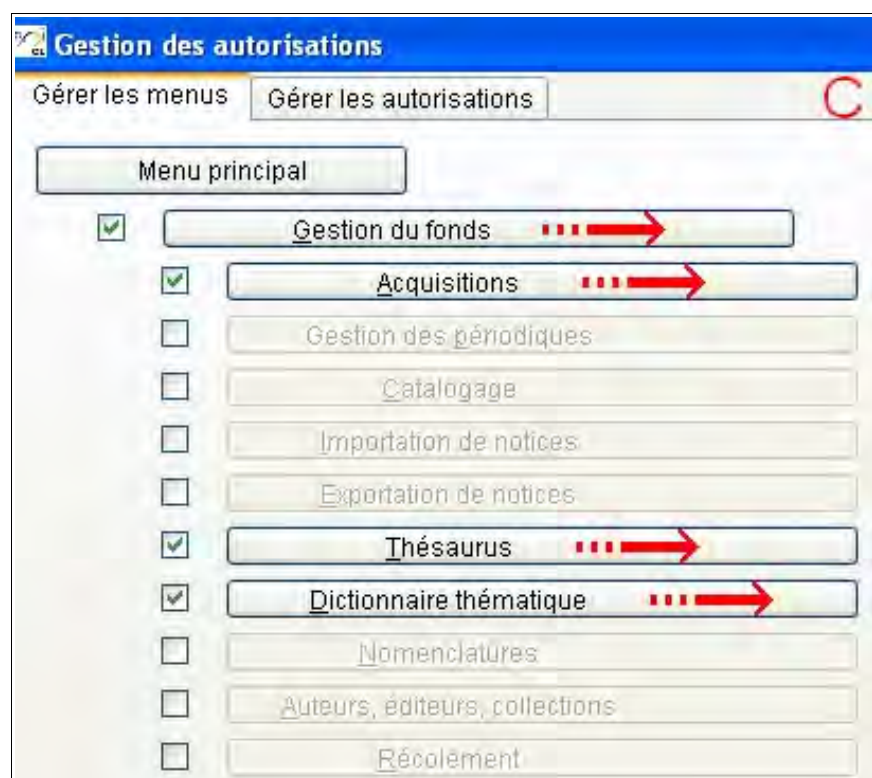 Gestion des autorisations
Gérer les menus Gérer les autorisations C
Menu principal
Gestion du fonds
Acquisitions
Gestion des périodiques
Catalogage
Importation de notices
Exportation de notices
Thésaurus
Dictionnaire thématique
Nomenclatures
Auteurs, éditeurs, collections
Récolement